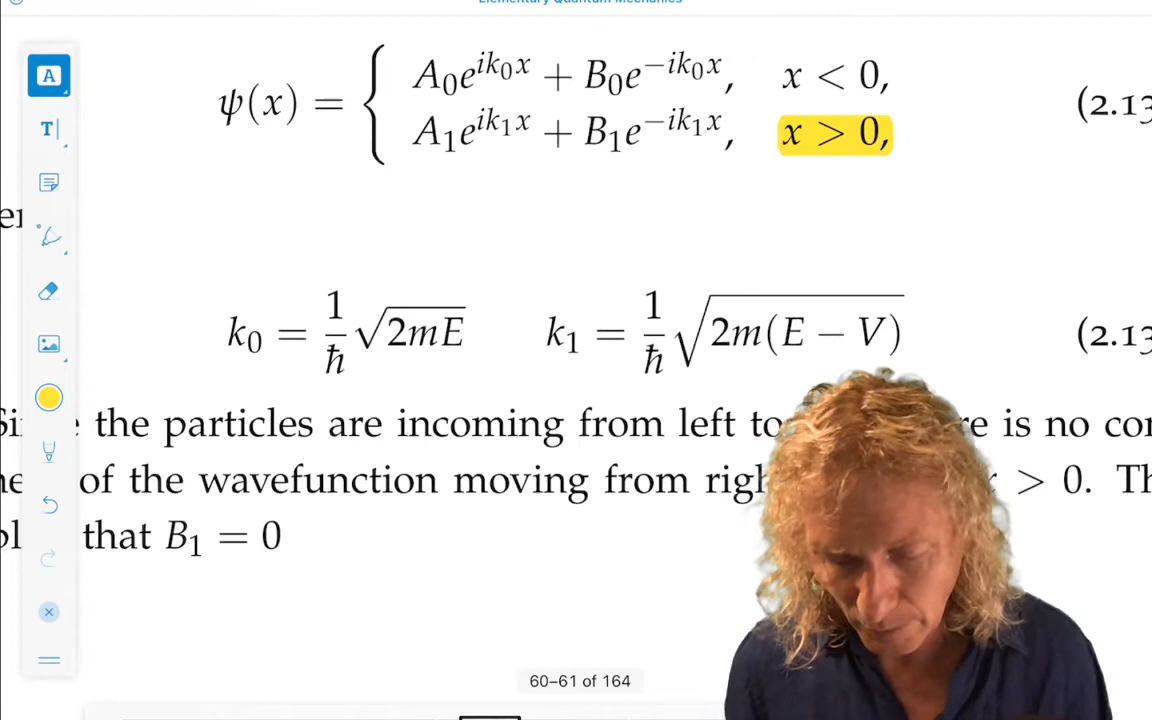 Elementary Quantum Mechanics
ψ(x) = { A₀e^{ik₀x} + B₀e^{−ik₀x}, x < 0,
A₁e^{ik₁x} + B₁e^{−ik₁x}, x > 0,
(2.13
k₀ = 1/ħ √2mE k₁ = 1/ħ √2m(E − V) (2.13
the particles are incoming from left to is no
of the wavefunction moving from > 0.
that B₁ = 0
60–61 of 164
A
T